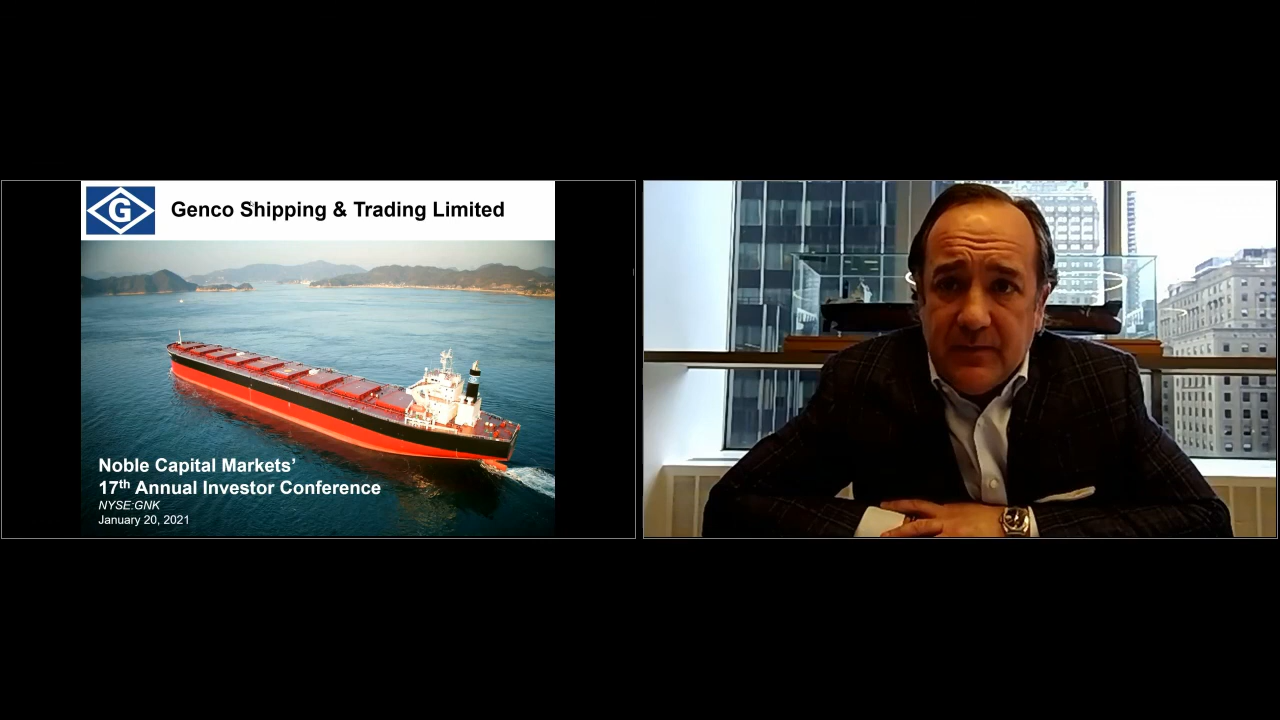 G
Genco Shipping & Trading Limited
Noble Capital Markets'
17th Annual Investor Conference
NYSE:GNK
January 20, 2021